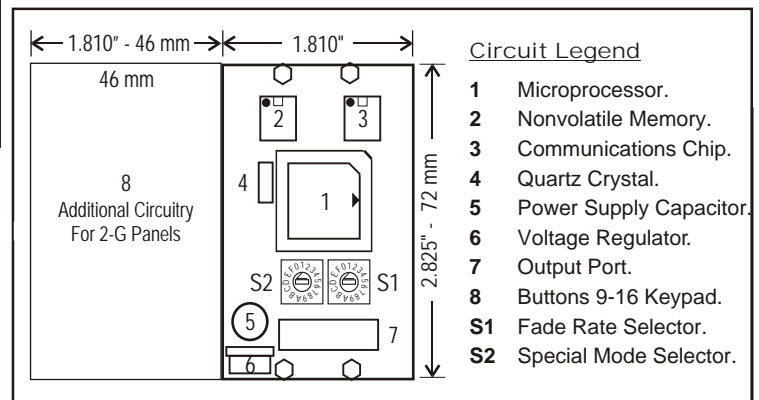 1.810" - 46 mm
1.810"
46 mm
Circuit Legend
1 Microprocessor.
2 Nonvolatile Memory.
3 Communications Chip.
4 Quartz Crystal.
5 Power Supply Capacitor.
6 Voltage Regulator.
7 Output Port.
8 Buttons 9-16 Keypad.
S1 Fade Rate Selector.
S2 Special Mode Selector.
2
3
4
1
8
Additional Circuitry
For 2-G Panels
2.825" - 72 mm
S2
0123456789ABCDEF
0123456789ABCDEF
S1
5
7
6